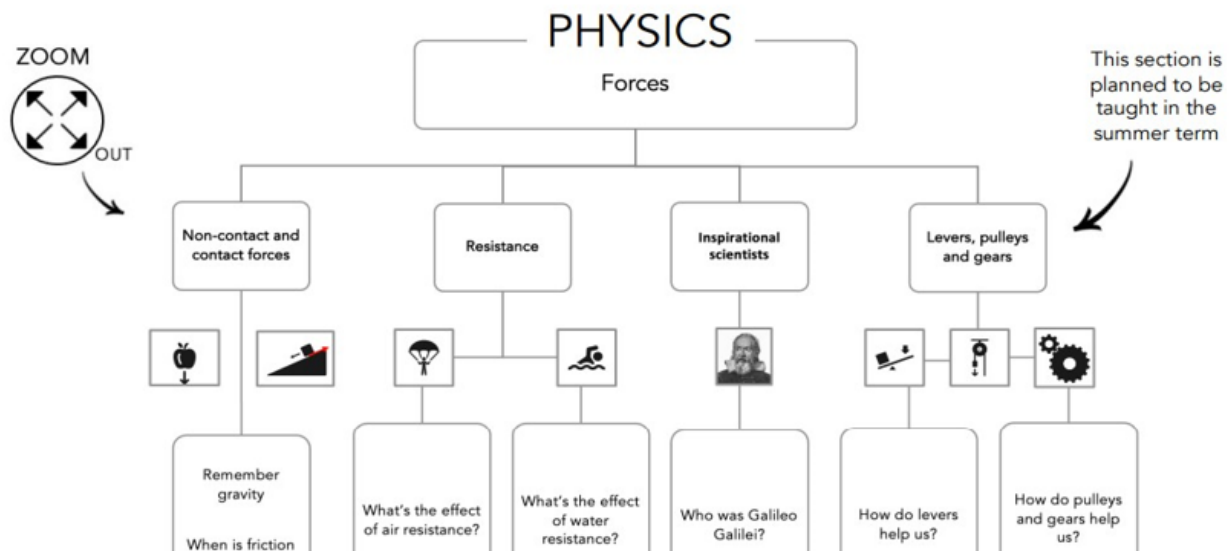 PHYSICS
Forces
ZOOM
OUT
This section is
planned to be
taught in the
summer term
Non-contact and
contact forces
Resistance
Inspirational
scientists
Levers, pulleys
and gears
Remember
gravity
When is friction
What's the effect
of air resistance?
What's the effect
of water
resistance?
Who was Galileo
Galilei?
How do levers
help us?
How do pulleys
and gears help
us?